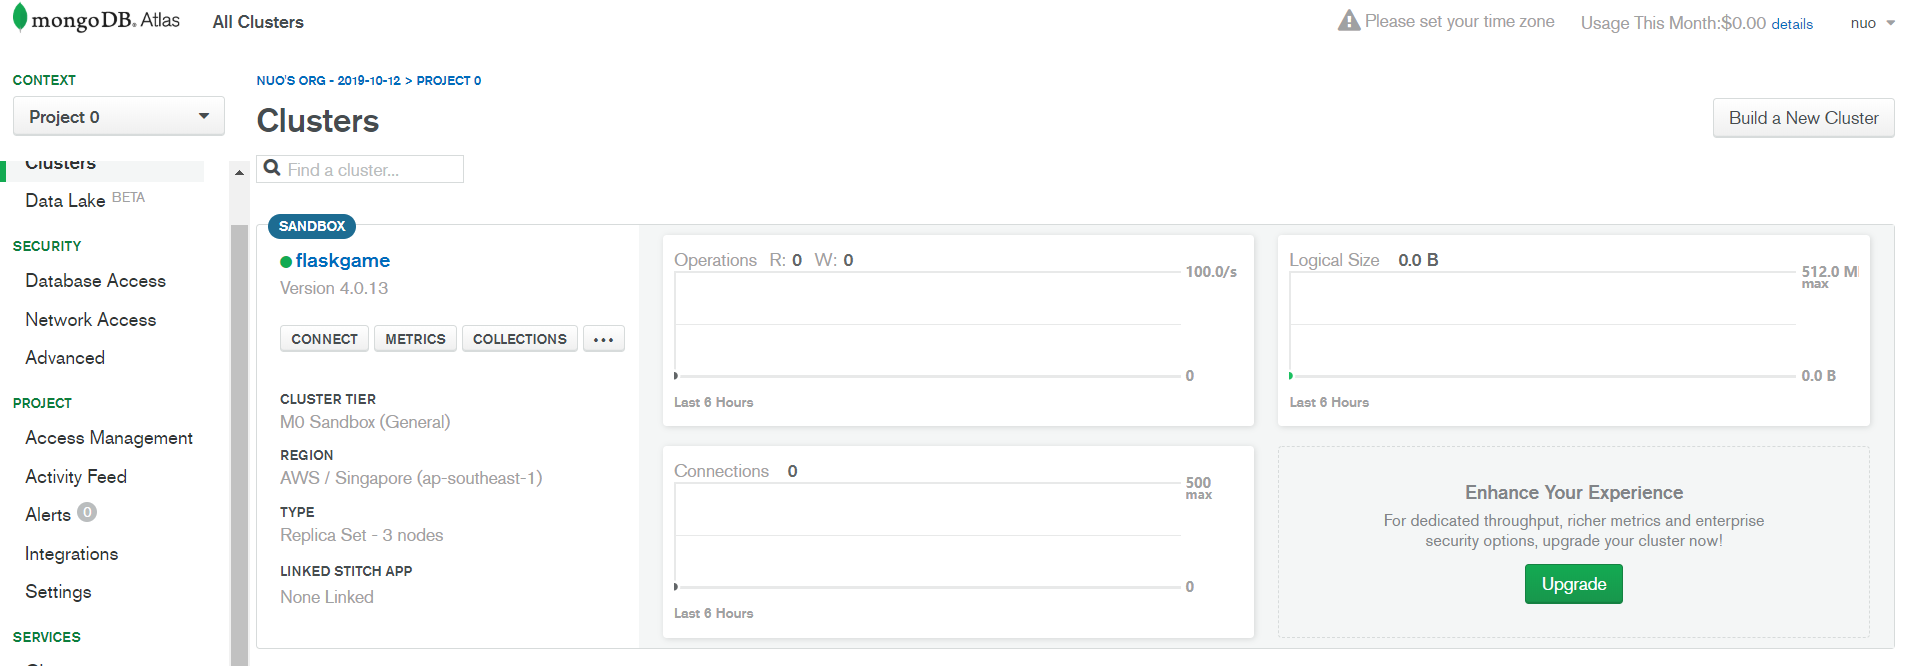 mongoDB. Atlas All Clusters Please set your time zone Usage This Month:$0.00 details nuo
CONTEXT
Project 0
Clusters
Data Lake BETA
SECURITY
Database Access
Network Access
Advanced
PROJECT
Access Management
Activity Feed
Alerts 0
Integrations
Settings
SERVICES
NUO'S ORG - 2019-10-12 > PROJECT 0
Clusters
Build a New Cluster
Find a cluster...
SANDBOX
flaskgame
Version 4.0.13
CONNECT METRICS COLLECTIONS ...
CLUSTER TIER
M0 Sandbox (General)
REGION
AWS / Singapore (ap-southeast-1)
TYPE
Replica Set - 3 nodes
LINKED STITCH APP
None Linked
Operations R: 0 W: 0
100.0/s
0
Last 6 Hours
Logical Size 0.0 B
512.0 M
max
0.0 B
Last 6 Hours
Connections 0
500
max
0
Last 6 Hours
Enhance Your Experience
For dedicated throughput, richer metrics and enterprise
security options, upgrade your cluster now!
Upgrade